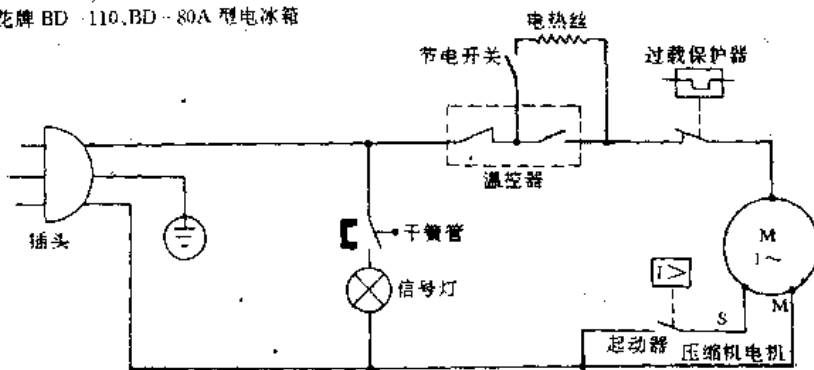 花牌 BD-110,BD-80A 型电冰箱
电热丝
节电开关
过载保护器
温控器
插头
干簧管
信号灯
M
1~
I>
S
M
起动器
压缩机电机